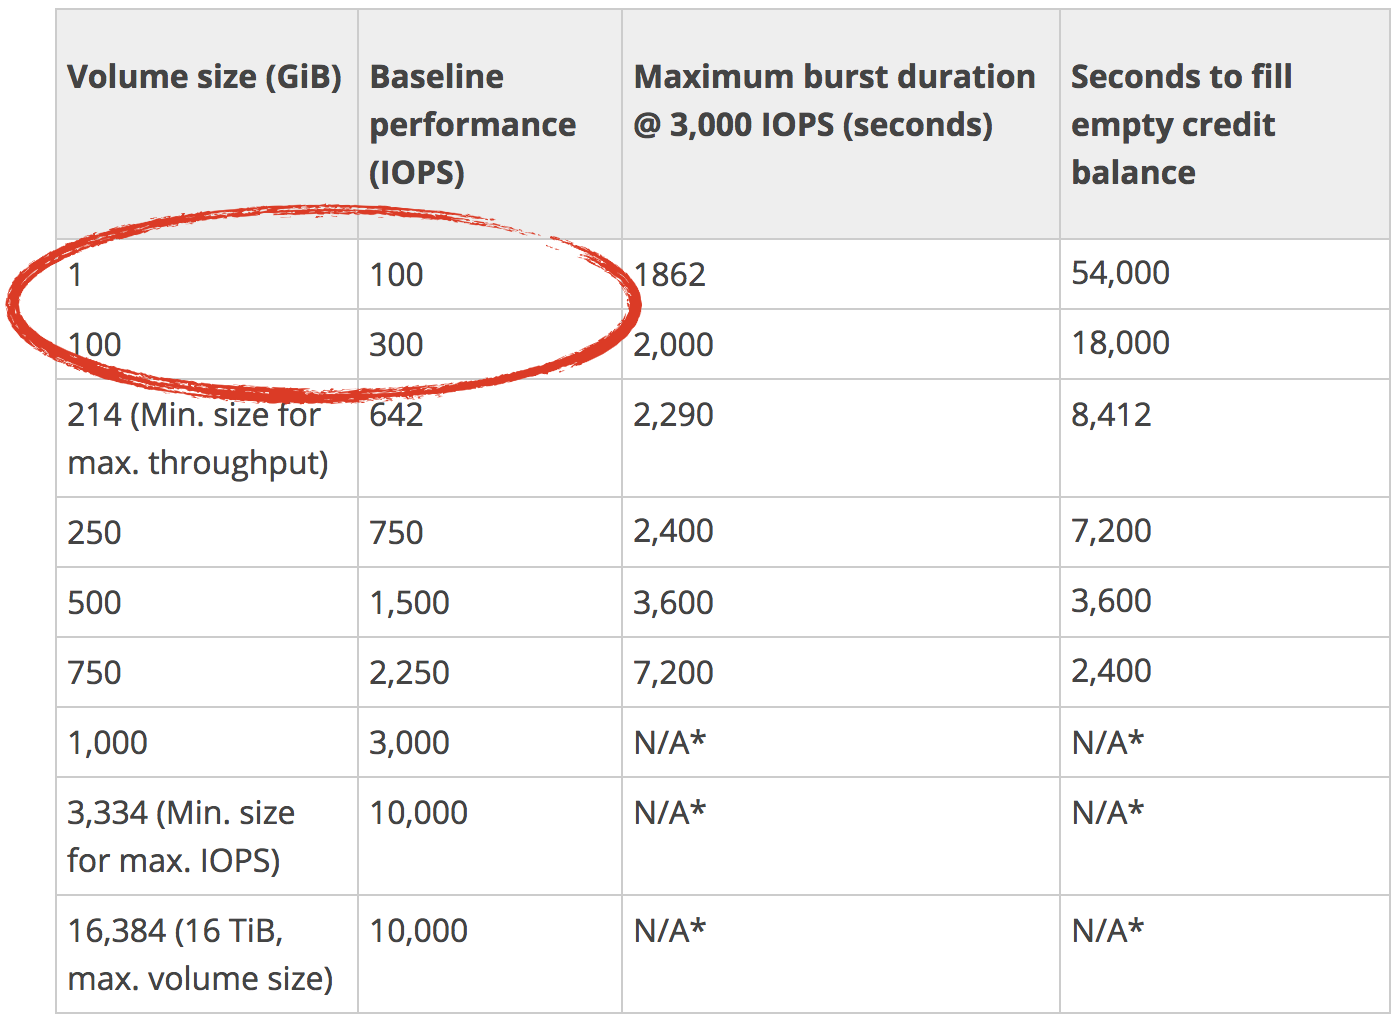 Volume size (GiB)
Baseline
performance
(IOPS)
Maximum burst duration
@ 3,000 IOPS (seconds)
Seconds to fill
empty credit
balance
1
100
1862
54,000
100
300
2,000
18,000
214 (Min. size for
max. throughput)
642
2,290
8,412
250
750
2,400
7,200
500
1,500
3,600
3,600
750
2,250
7,200
2,400
1,000
3,000
N/A*
N/A*
3,334 (Min. size
for max. IOPS)
10,000
N/A*
N/A*
16,384 (16 TiB,
max. volume size)
10,000
N/A*
N/A*